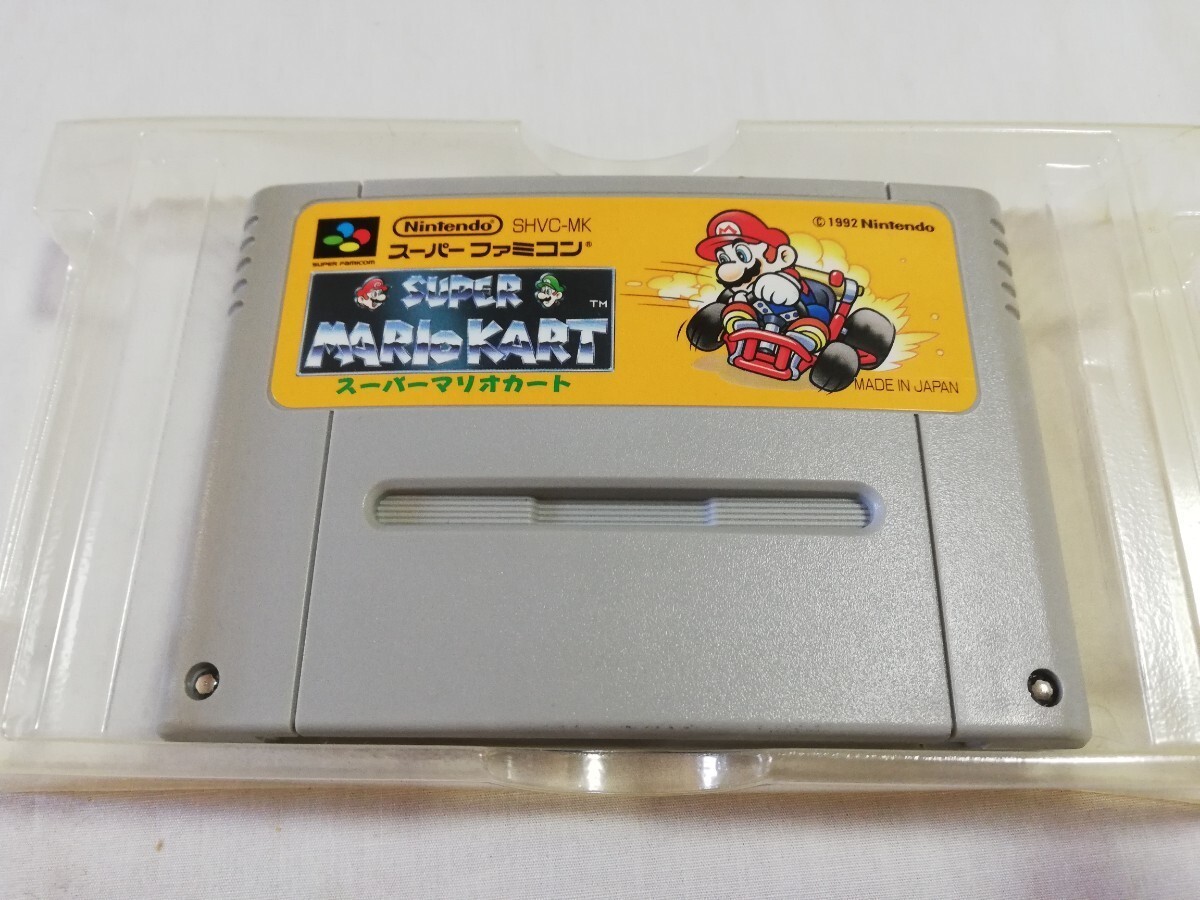 Nintendo® SHVC-MK
スーパーファミコン®
SUPER FAMICOM
© 1992 Nintendo
SUPER
MARIO KART TM
スーパーマリオカート
MADE IN JAPAN